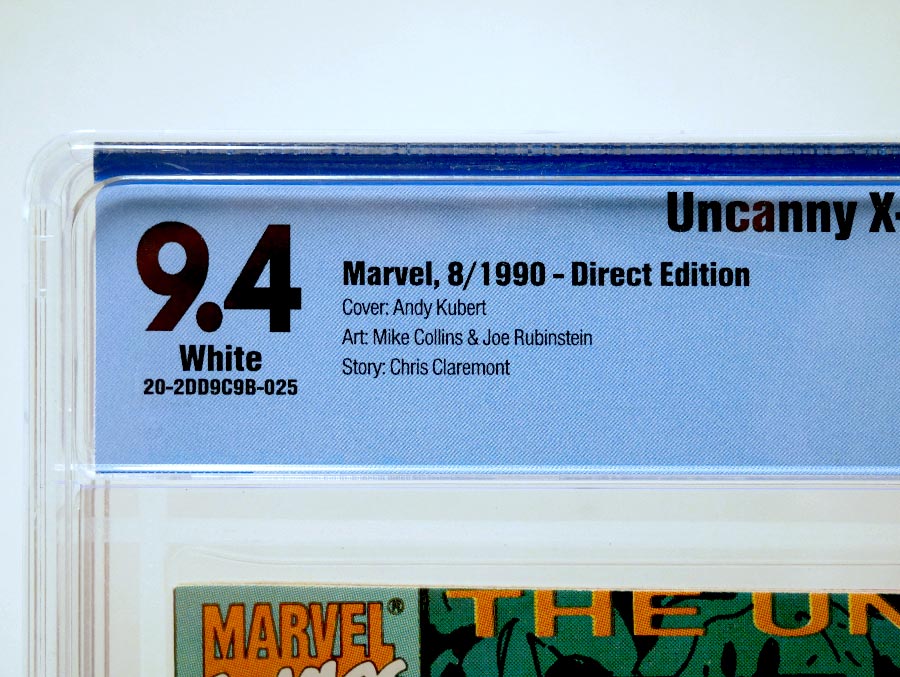 Uncanny X-
9.4
White
20-2DD9C9B-025
Marvel, 8/1990 - Direct Edition
Cover: Andy Kubert
Art: Mike Collins & Joe Rubinstein
Story: Chris Claremont
MARVEL®
THE UN